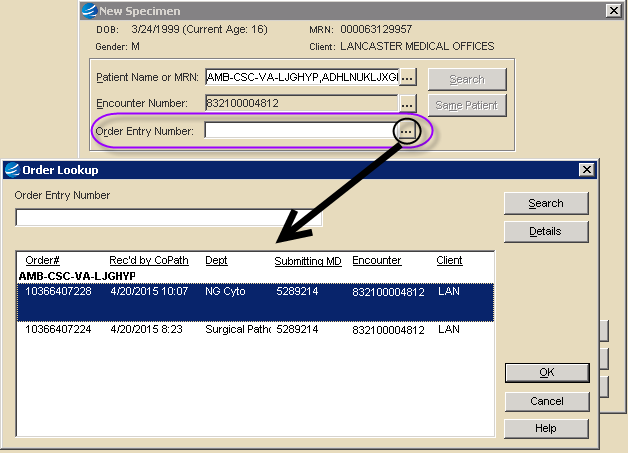 New Specimen
DOB: 3/24/1999 (Current Age: 16) MRN: 000063129957
Gender: M Client: LANCASTER MEDICAL OFFICES
Patient Name or MRN: AMB-CSC-VA-LJGHYP,ADHLNUKLJXGI ... Search
Encounter Number: 832100004812 ... Same Patient
Order Entry Number: ...
Order Lookup
Order Entry Number
Search
Details
Order# Rec'd by CoPath Dept Submitting MD Encounter Client
AMB-CSC-VA-LJGHYP
10366407228 4/20/2015 10:07 NG Cyto 5289214 832100004812 LAN
10366407224 4/20/2015 8:23 Surgical Patho 5289214 832100004812 LAN
OK
Cancel
Help